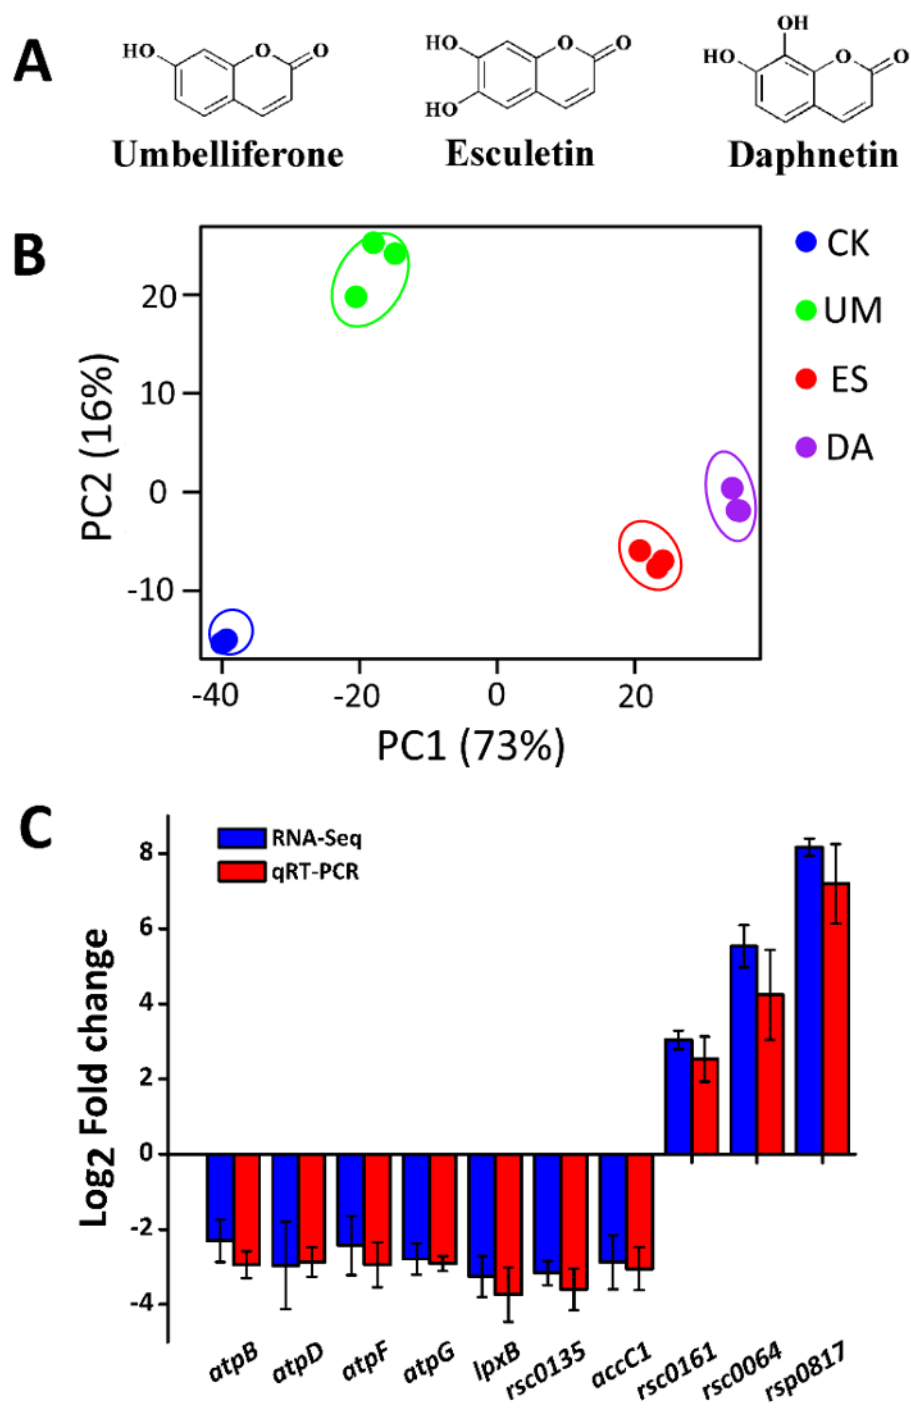 A
HO
O
O
HO
HO
O
O
OH
HO
O
O
Umbelliferone
Esculetin
Daphnetin
B
CK
UM
ES
DA
20
10
0
-10
PC2 (16%)
-40
-20
0
20
PC1 (73%)
C
RNA-Seq
qRT-PCR
8
6
4
2
0
-2
-4
Log2 Fold change
atpB
atpD
atpF
atpG
lpxB
rsc0135
accC1
rsc0161
rsc0064
rsp0817